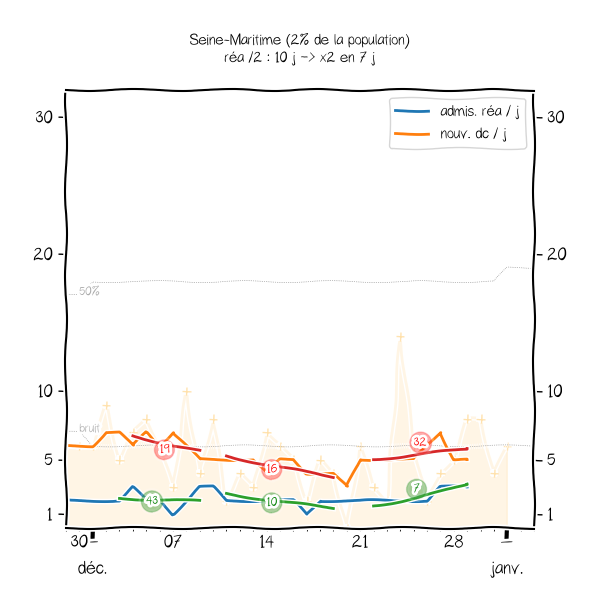 Seine-Maritime (2% de la population)
réa /2 : 10 j -> x2 en 7 j
admis. réa / j
nouv. dc / j
30 30
20 20
50%
10 10
bruit
32
19
16
5 5
7
43
10
1 1
30 07 14 21 28
déc. janv.